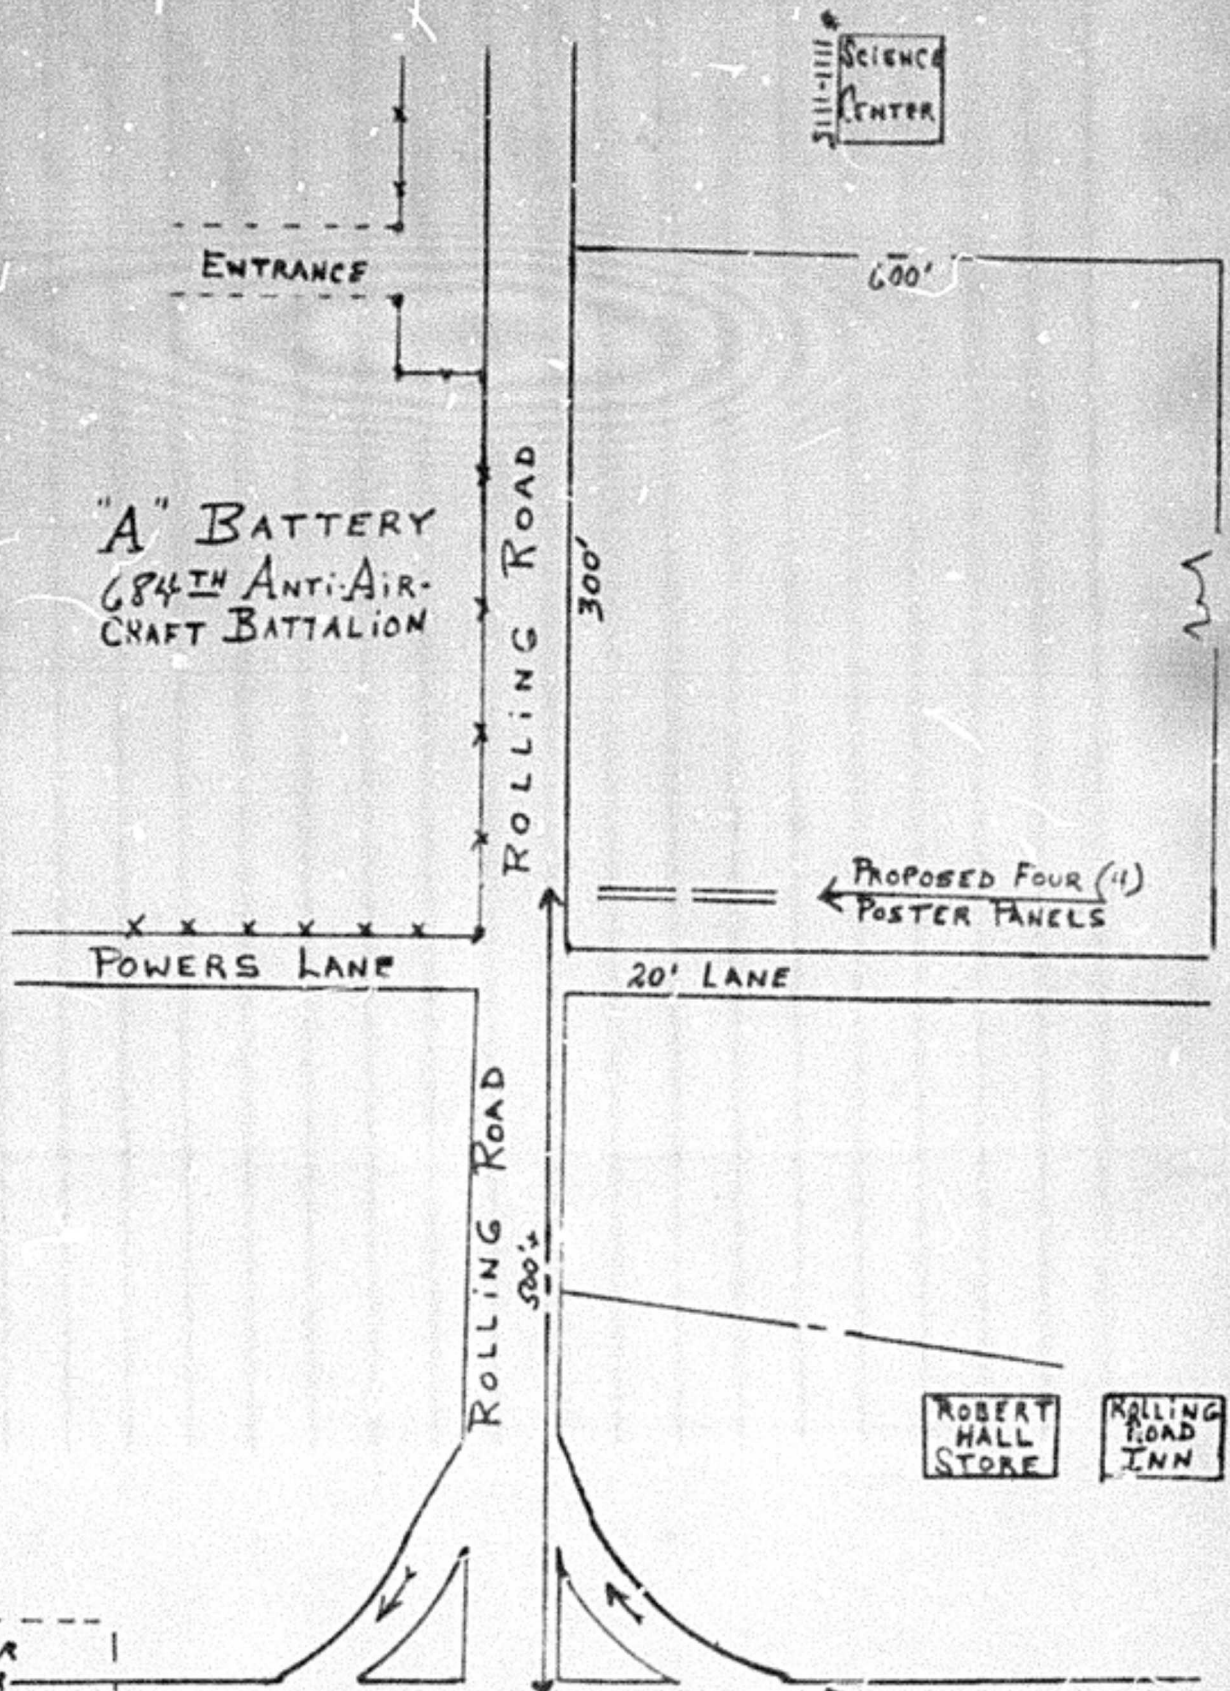 SCIENCE
CENTER
ENTRANCE
600'
"A" BATTERY
684TH ANTI-AIR-
CRAFT BATTALION
ROLLING ROAD
300'
PROPOSED FOUR (4)
POSTER PANELS
POWERS LANE
20' LANE
ROLLING ROAD
500'±
ROBERT
HALL
STORE
ROLLING
ROAD
INN